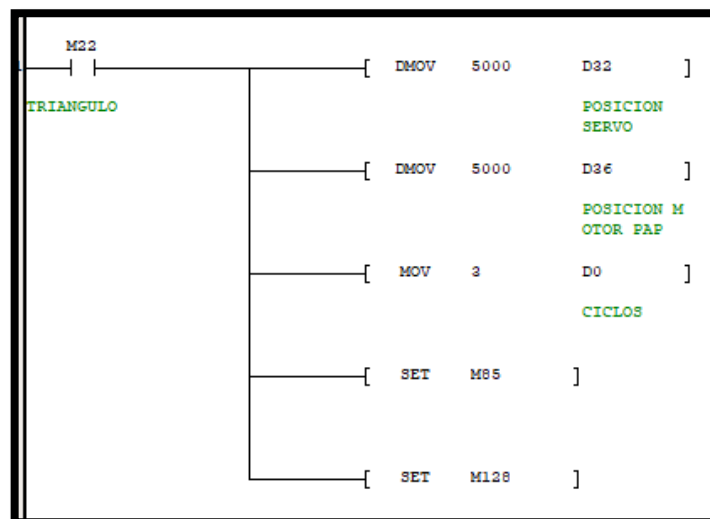 M22
[ DMOV 5000 D32 ]
TRIANGULO
POSICION
SERVO
[ DMOV 5000 D36 ]
POSICION M
OTOR PAP
[ MOV 3 D0 ]
CICLOS
[ SET M85 ]
[ SET M128 ]